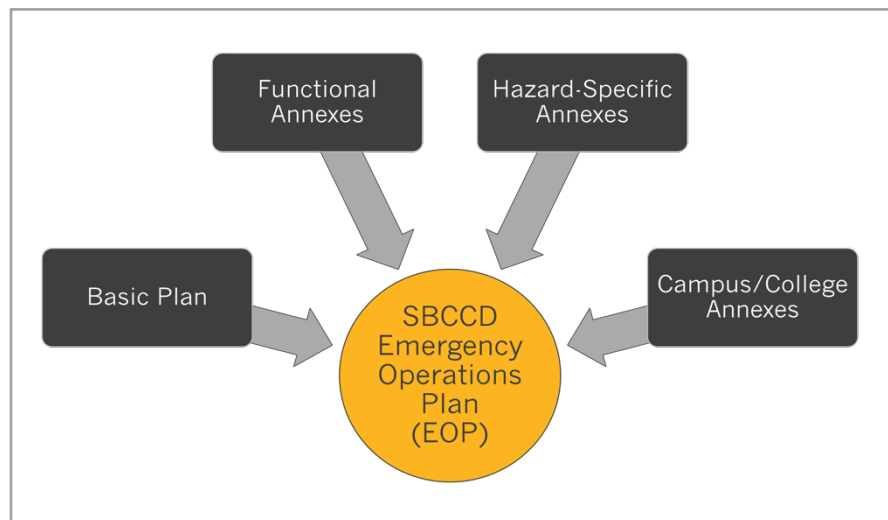 Functional
Annexes
Hazard-Specific
Annexes
Basic Plan
Campus/College
Annexes
SBCCD
Emergency
Operations
Plan
(EOP)